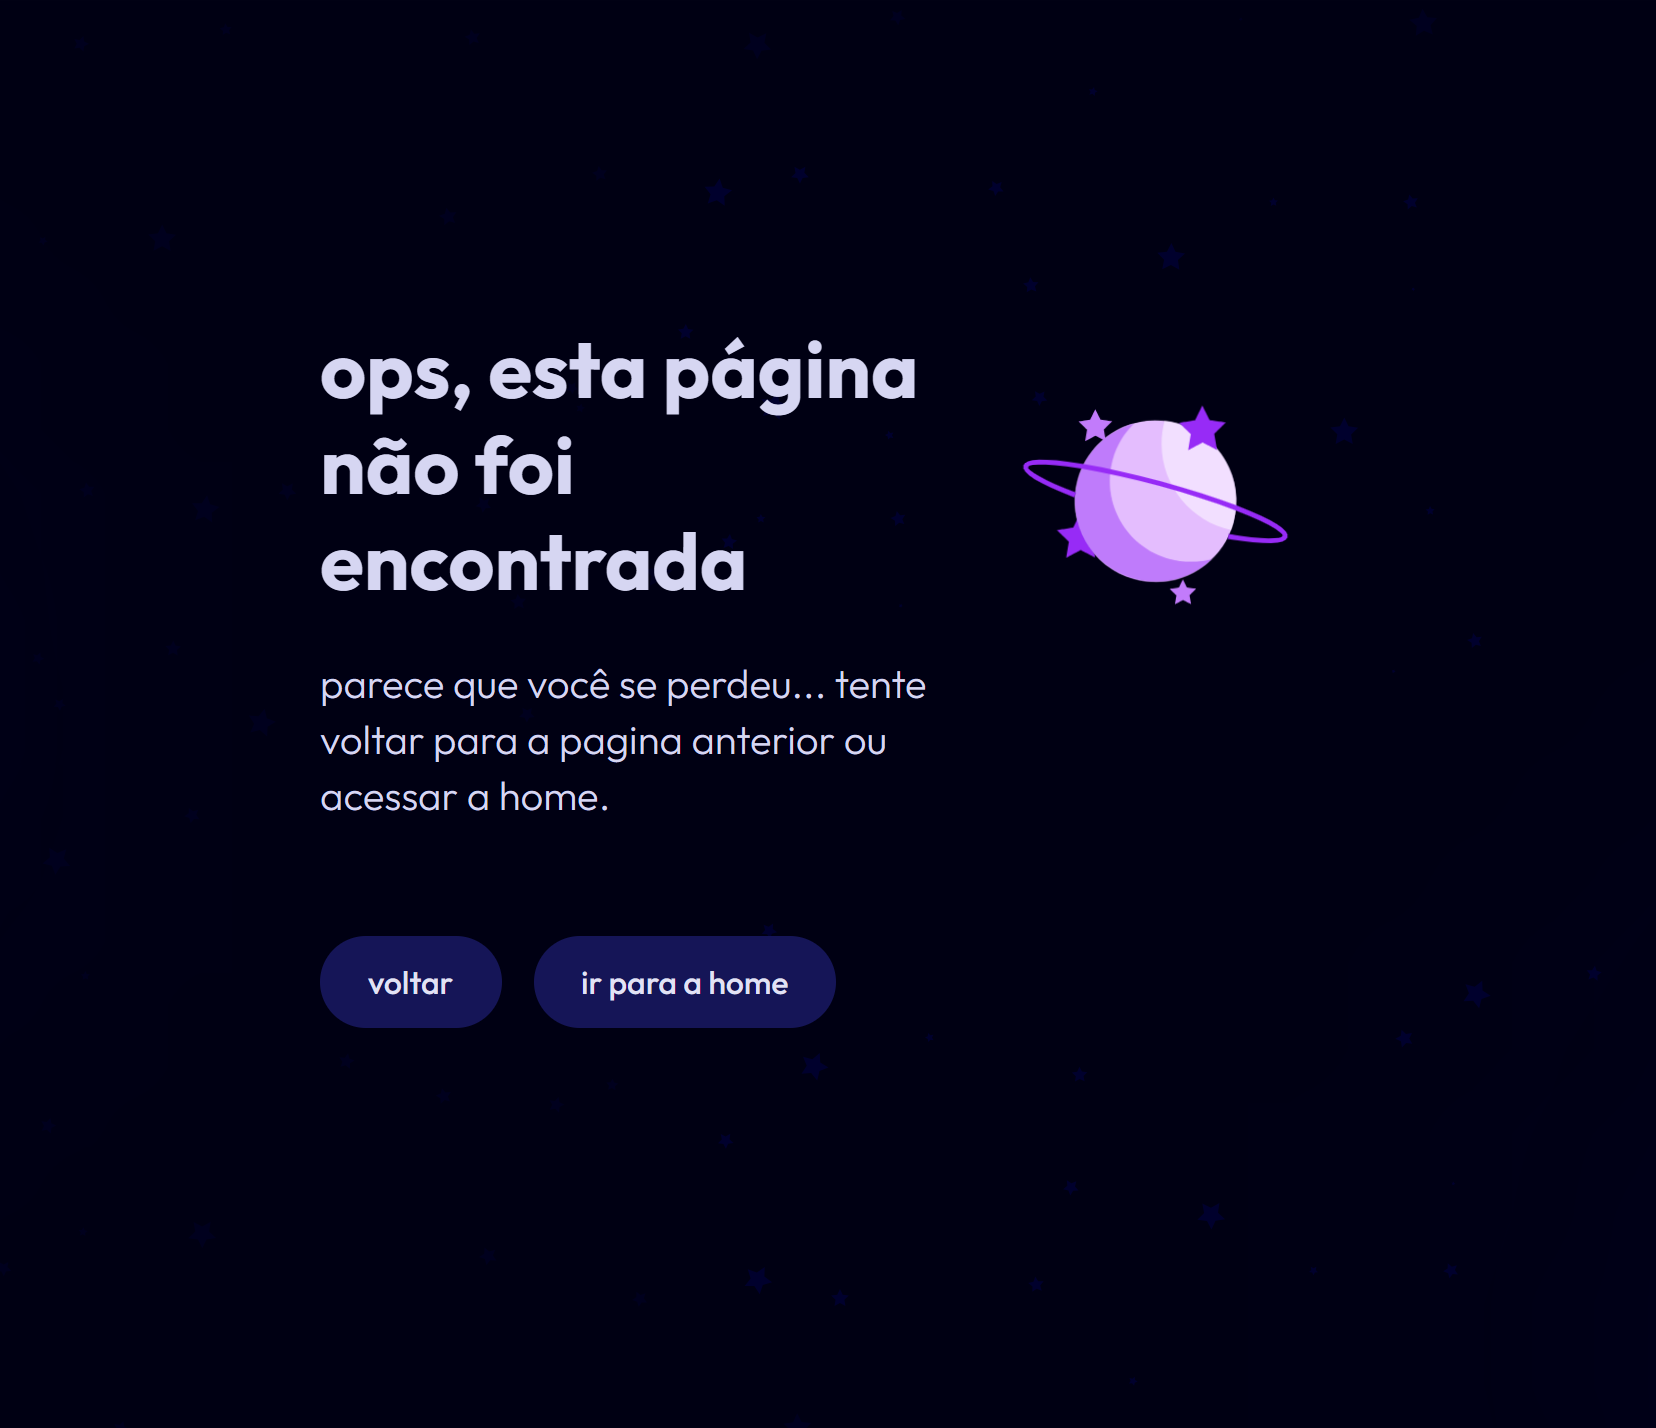 ops, esta página
não foi
encontrada
parece que você se perdeu... tente
voltar para a pagina anterior ou
acessar a home.
voltar
ir para a home